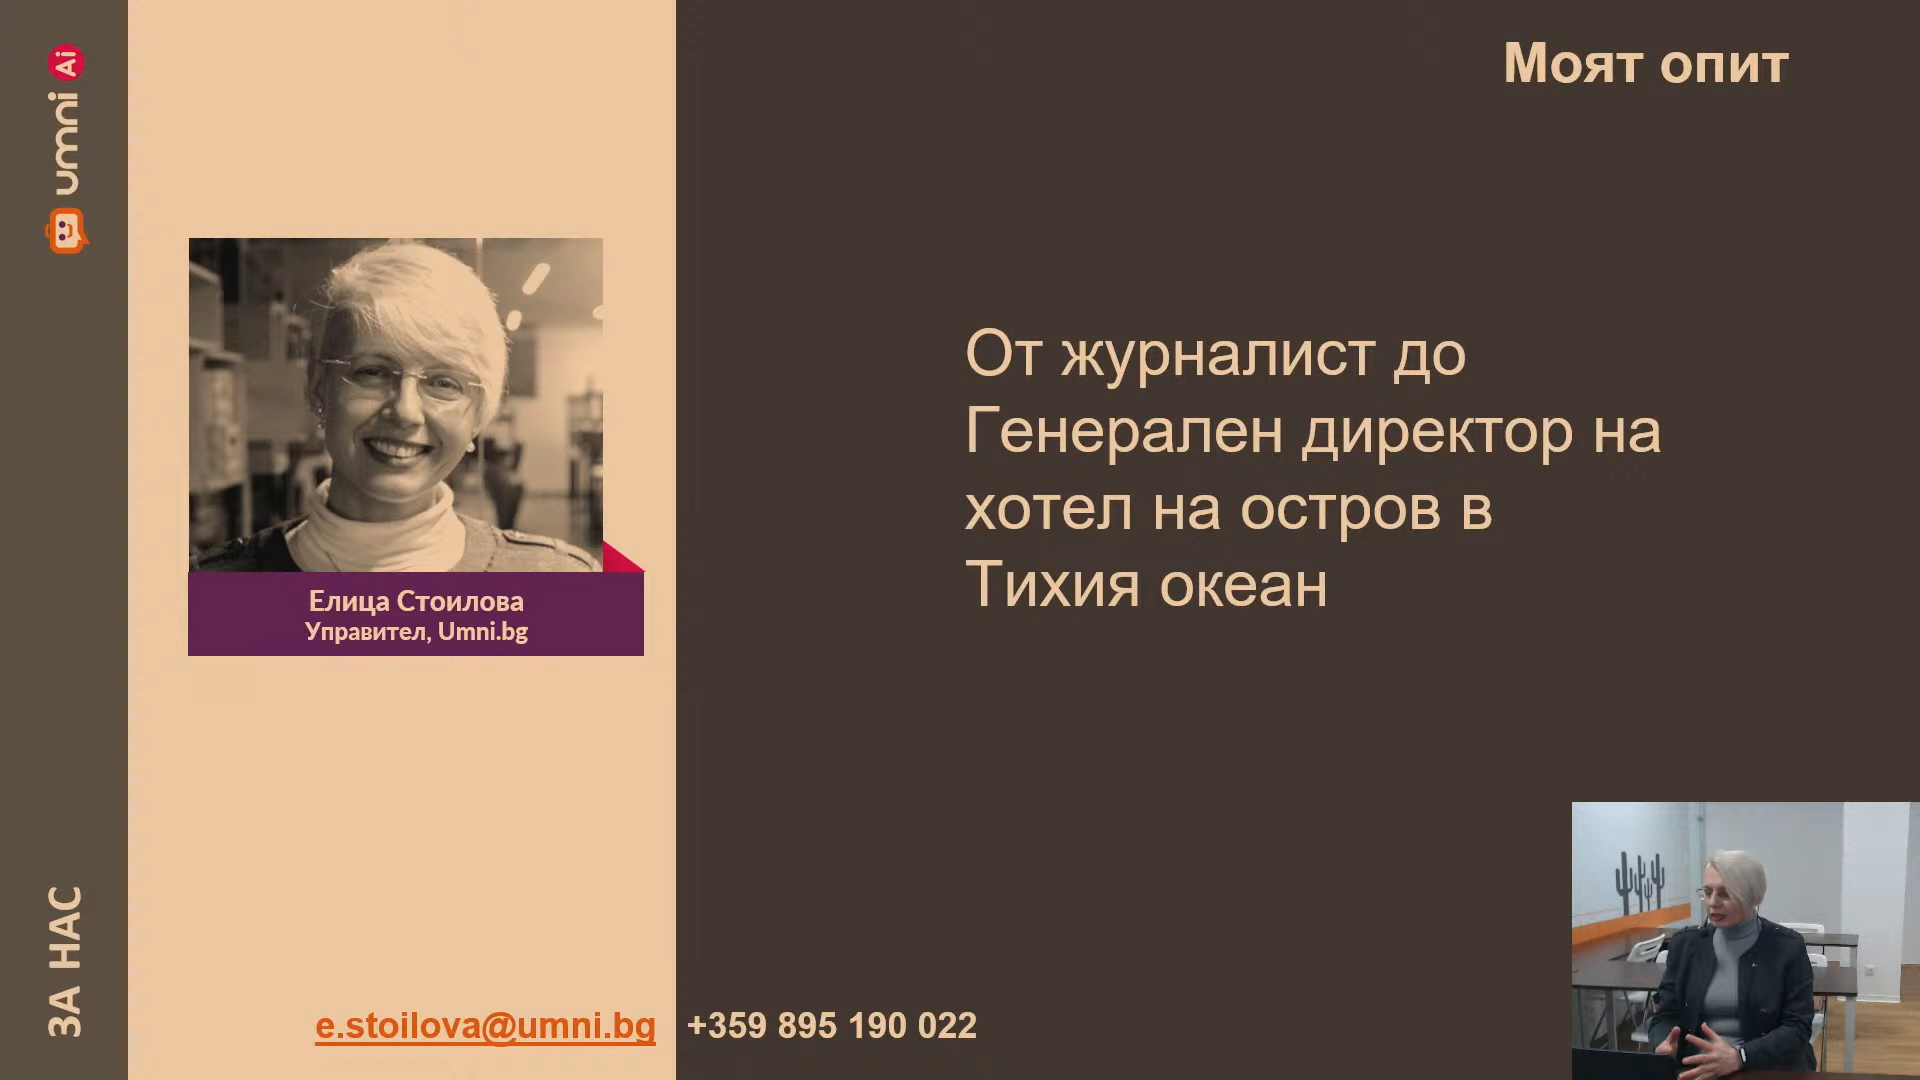 umni Ai
ЗА НАС
Моят опит
Елица Стоилова
Управител, Umni.bg
От журналист до
Генерален директор на
хотел на остров в
Тихия океан
e.stoilova@umni.bg
+359 895 190 022